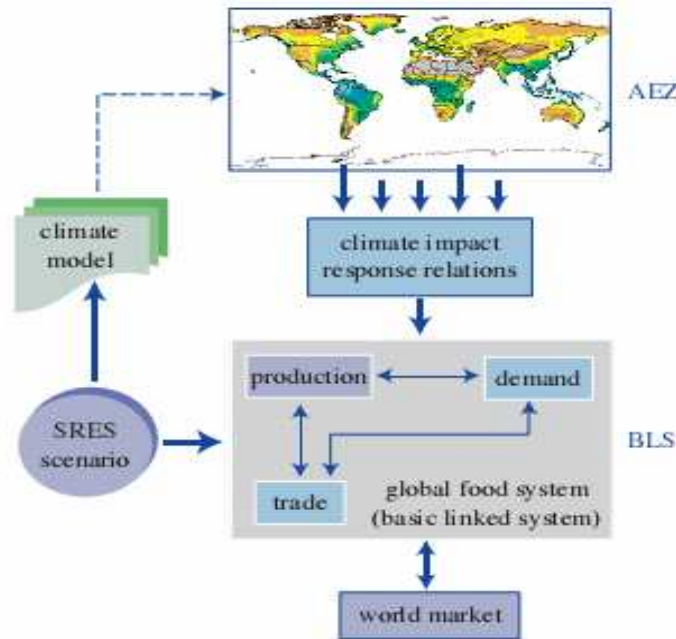 AEZ
climate
model
climate impact
response relations
production
demand
SRES
scenario
BLS
trade
global food system
(basic linked system)
world market